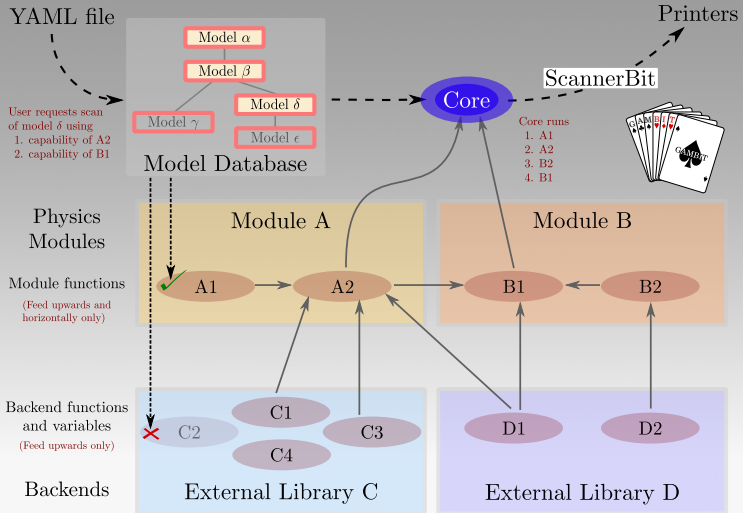 YAML file
Printers
Model α
Model β
Model δ
Model γ
Model ϵ
Model Database
Core
ScannerBit
User requests scan
of model δ using
1. capability of A2
2. capability of B1
Core runs
1. A1
2. A2
3. B2
4. B1
G A M B I T
GAMBIT
Physics
Modules
Module A
Module B
Module functions
(Feed upwards and
horizontally only)
A1
A2
B1
B2
Backend functions
and variables
(Feed upwards only)
C1
C2
C3
C4
D1
D2
Backends
External Library C
External Library D